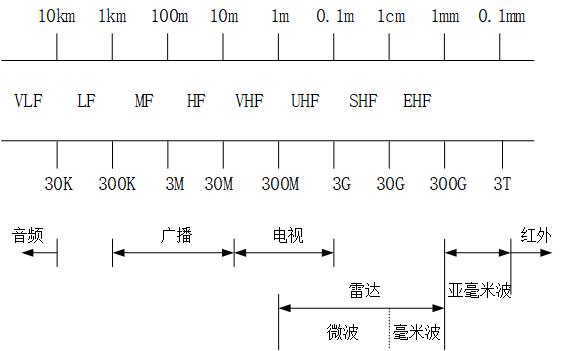 10km 1km 100m 10m 1m 0.1m 1cm 1mm 0.1mm
VLF LF MF HF VHF UHF SHF EHF
30K 300K 3M 30M 300M 3G 30G 300G 3T
音频 广播 电视 红外
雷达 亚毫米波
微波 毫米波